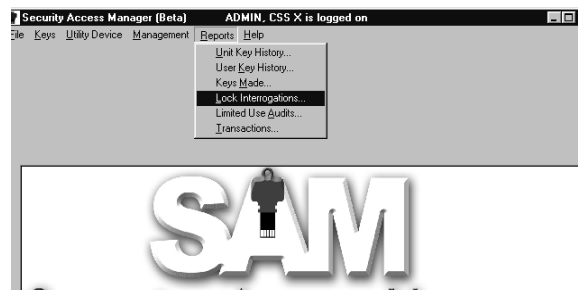 Security Access Manager (Beta) ADMIN, CSS X is logged on
File Keys Utility Device Management Reports Help
Unit Key History...
User Key History...
Keys Made...
Lock Interrogations...
Limited Use Audits...
Transactions...
SAM